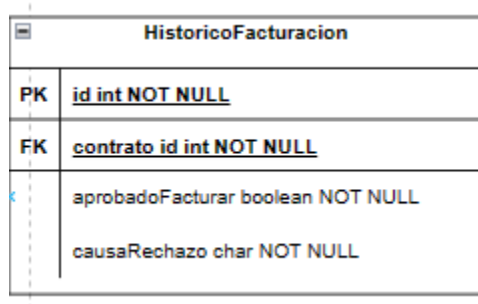 HistoricoFacturacion
PK id int NOT NULL
FK contrato id int NOT NULL
aprobadoFacturar boolean NOT NULL
causaRechazo char NOT NULL